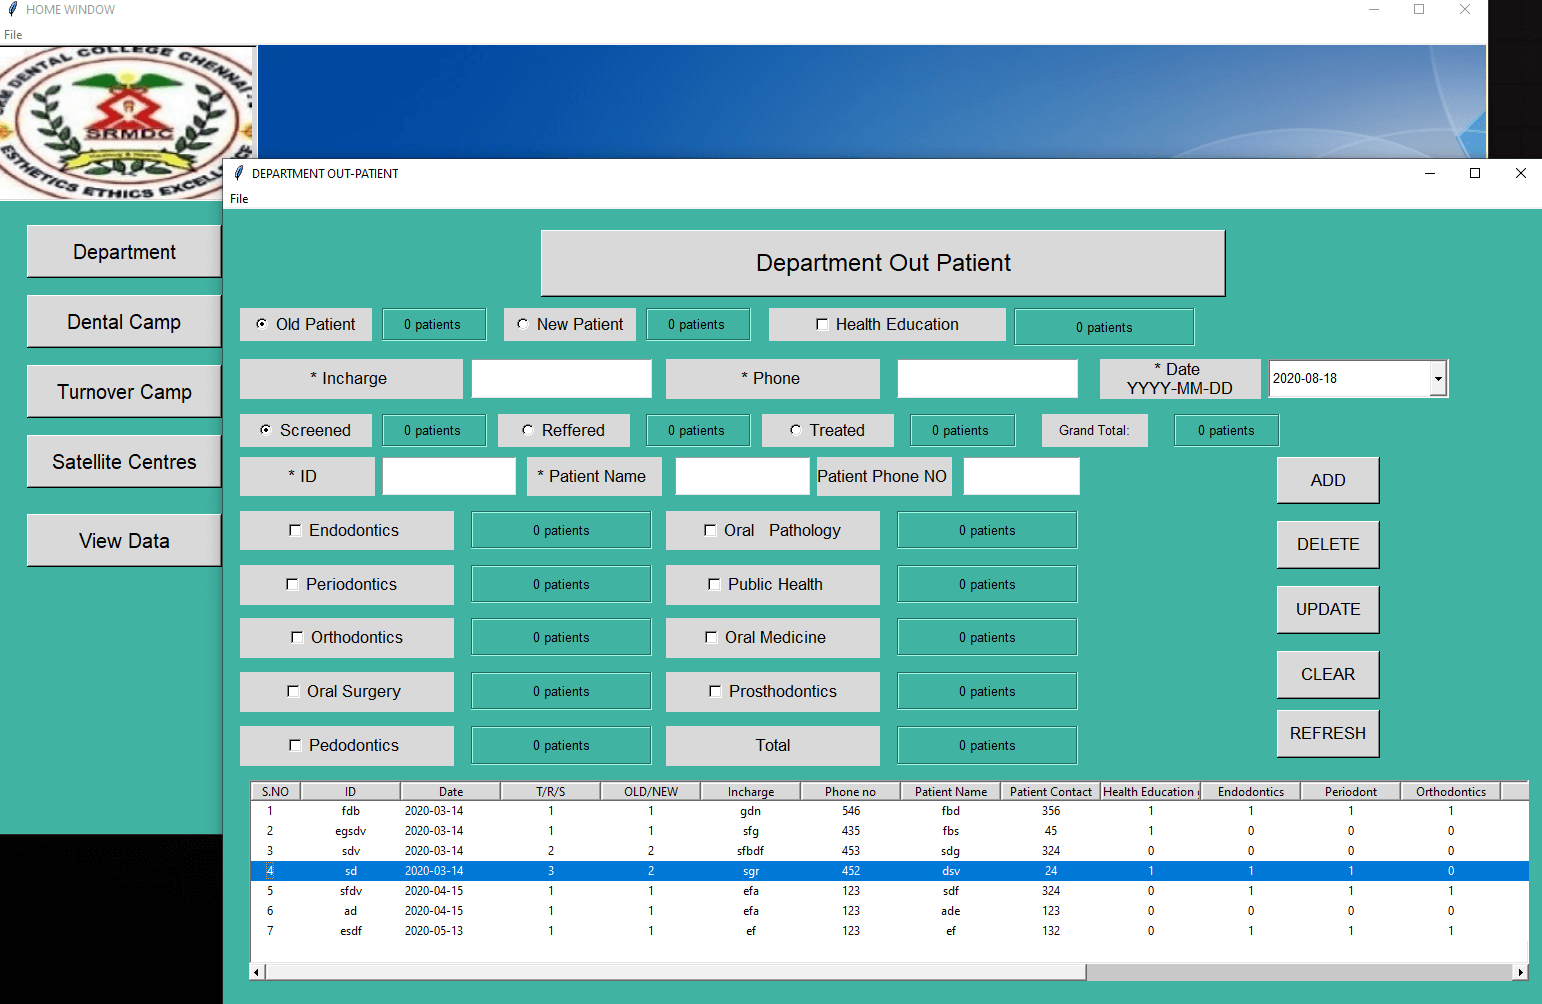 HOME WINDOW
File
SRM DENTAL COLLEGE CHENNAI
SRMDC
ESTHETICS ETHICS EXCELLE
DEPARTMENT OUT-PATIENT
File
Department
Dental Camp
Turnover Camp
Satellite Centres
View Data
Department Out Patient
Old Patient 0 patients New Patient 0 patients Health Education 0 patients
* Incharge * Phone * Date
YYYY-MM-DD 2020-08-18
Screened 0 patients Reffered 0 patients Treated 0 patients Grand Total: 0 patients
* ID * Patient Name Patient Phone NO
Endodontics 0 patients Oral Pathology 0 patients
Periodontics 0 patients Public Health 0 patients
Orthodontics 0 patients Oral Medicine 0 patients
Oral Surgery 0 patients Prosthodontics 0 patients
Pedodontics 0 patients Total 0 patients
ADD
DELETE
UPDATE
CLEAR
REFRESH
S.NO ID Date T/R/S OLD/NEW Incharge Phone no Patient Name Patient Contact Health Education Endodontics Periodont Orthodontics
1 fdb 2020-03-14 1 1 gdn 546 fbd 356 1 1 1 1
2 egsdv 2020-03-14 1 1 sfg 435 fbs 45 1 0 0 0
3 sdv 2020-03-14 2 2 sfbdf 453 sdg 324 0 0 0 0
4 sd 2020-03-14 3 2 sgr 452 dsv 24 1 1 1 0
5 sfdv 2020-04-15 1 1 efa 123 sdf 324 0 1 1 1
6 ad 2020-04-15 1 1 efa 123 ade 123 0 0 0 0
7 esdf 2020-05-13 1 1 ef 123 ef 132 0 1 1 1